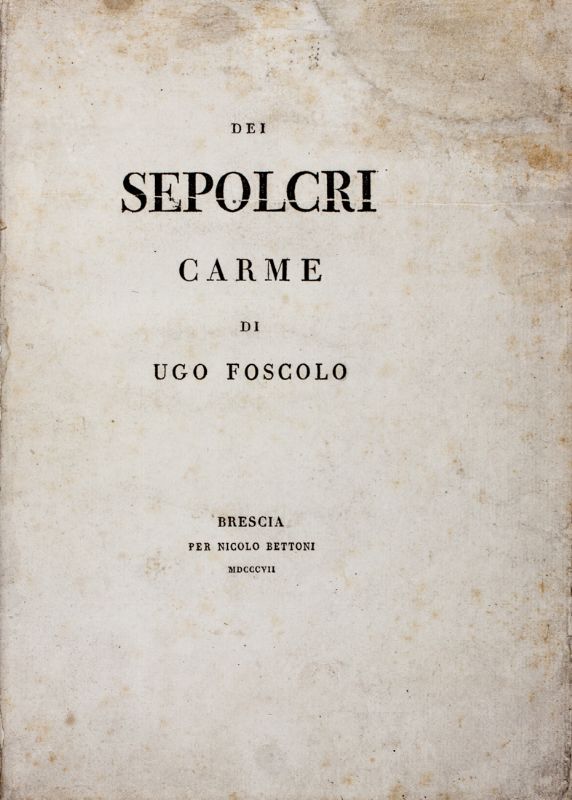 DEI
SEPOLCRI
CARME
DI
UGO FOSCOLO
BRESCIA
PER NICOLO BETTONI
MDCCCVII